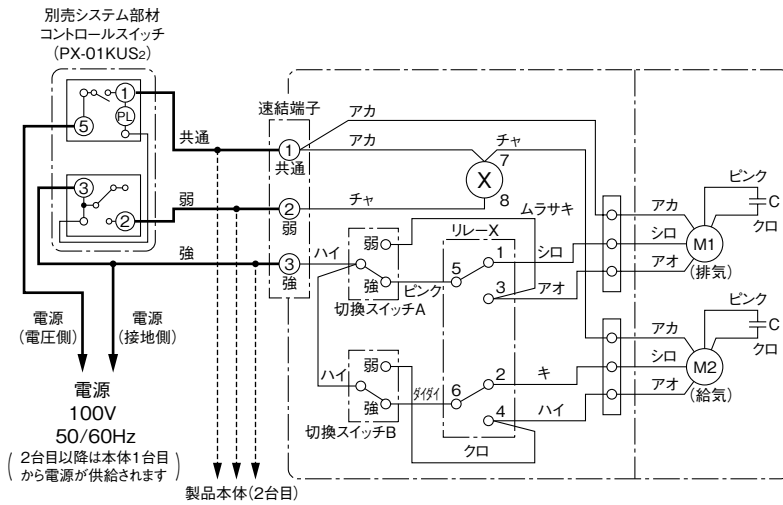 別売システム部材
コントロールスイッチ
(PX-01KUS2)
①
PL
⑤
共通
③
②
弱
強
電源
(電圧側)
電源
(接地側)
電源
100V
50/60Hz
(2台目以降は本体1台目
から電源が供給されます)
製品本体(2台目)
速結端子
①
共通
②
弱
③
強
アカ
アカ
チャ
7
X
8
チャ
ムラサキ
ハイ
弱
強
切換スイッチA
ピンク
リレーX
5
1
3
シロ
アオ
ハイ
弱
強
切換スイッチB
ダイダイ
6
2
4
キ
ハイ
クロ
アカ
シロ
アオ
M1
(排気)
ピンク
C
クロ
アカ
シロ
アオ
M2
(給気)
ピンク
C
クロ